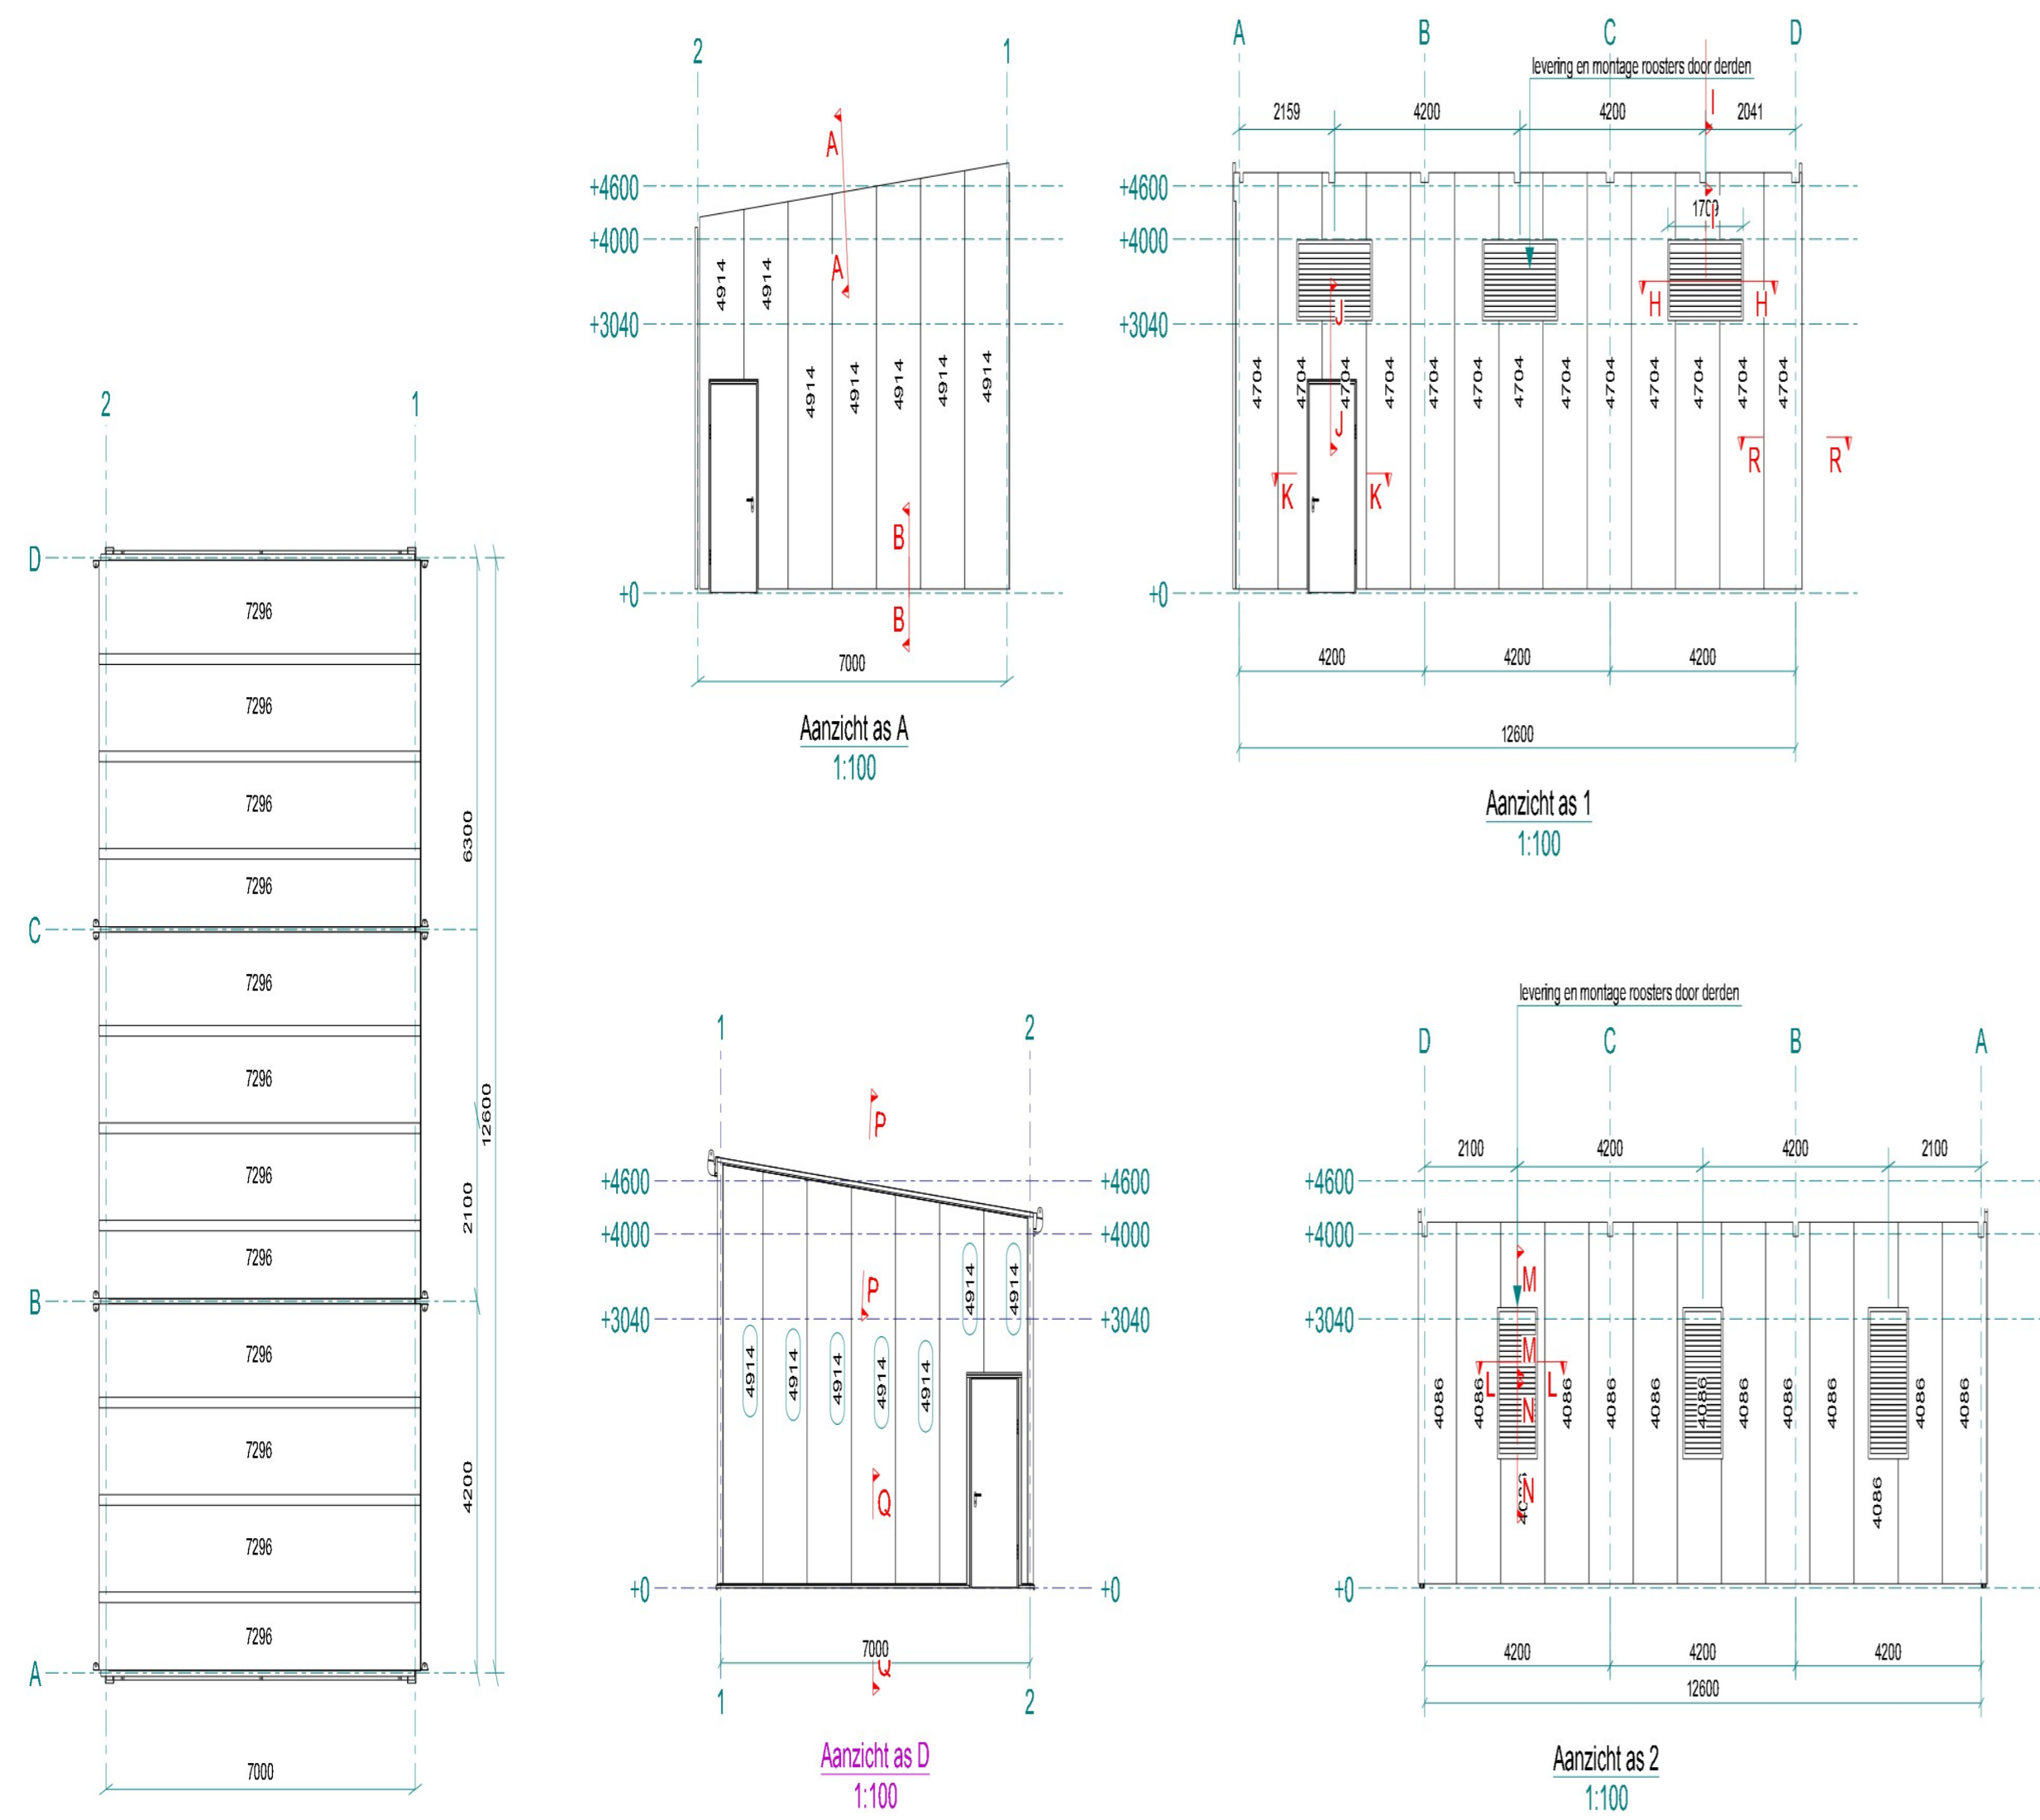 2
1
D
7296
7296
7296
7296
6300
C
7296
7296
12600
7296
2100
7296
B
7296
7296
4200
7296
7296
A
7000
2
1
A
+4600
+4000
A
4914
4914
+3040
4914
4914
4914
4914
4914
B
+0
B
7000
Aanzicht as A
1:100
A
B
C
D
levering en montage roosters door derden
2159
4200
4200
I
2041
+4600
I
+4000
J
H
H
+3040
4704
4704
4704
4704
4704
4704
4704
4704
4704
4704
4704
4704
4704
J
R
R
K
K
+0
4200
4200
4200
12600
Aanzicht as 1
1:100
1
2
P
+4600
+4600
+4000
+4000
P
4914
4914
+3040
+3040
4914
4914
4914
4914
4914
Q
+0
+0
7000
Q
1
2
Aanzicht as D
1:100
levering en montage roosters door derden
D
C
B
A
2100
4200
4200
2100
+4600
+4000
M
+3040
M
L
L
4086
4086
4086
4086
4086
4086
4086
4086
4086
4086
4086
N
N
4086
+0
4200
4200
4200
12600
Aanzicht as 2
1:100